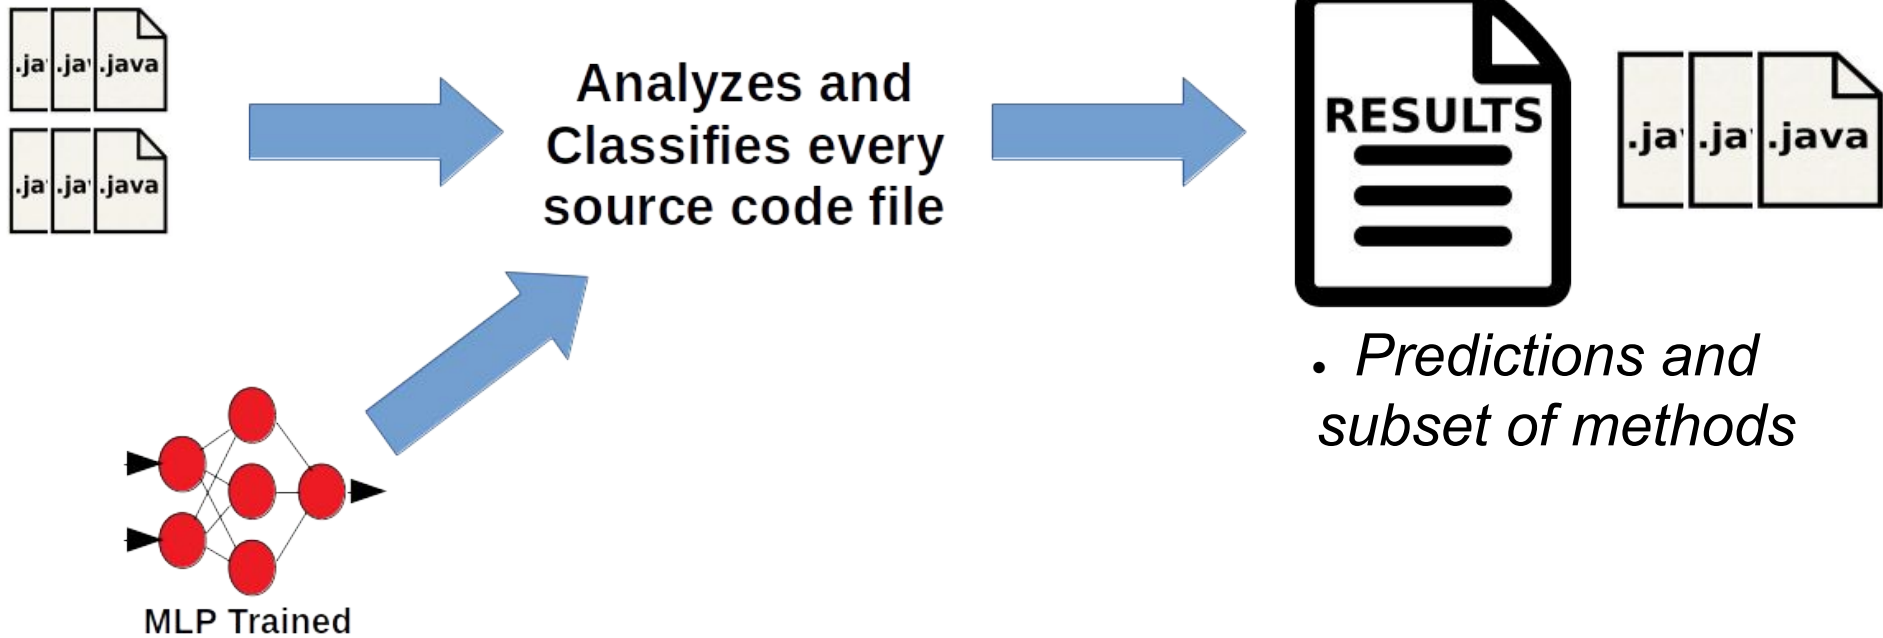 .ja .ja .java
.ja .ja .java
Analyzes and
Classifies every
source code file
RESULTS
.ja .ja .java
. Predictions and
subset of methods
MLP Trained